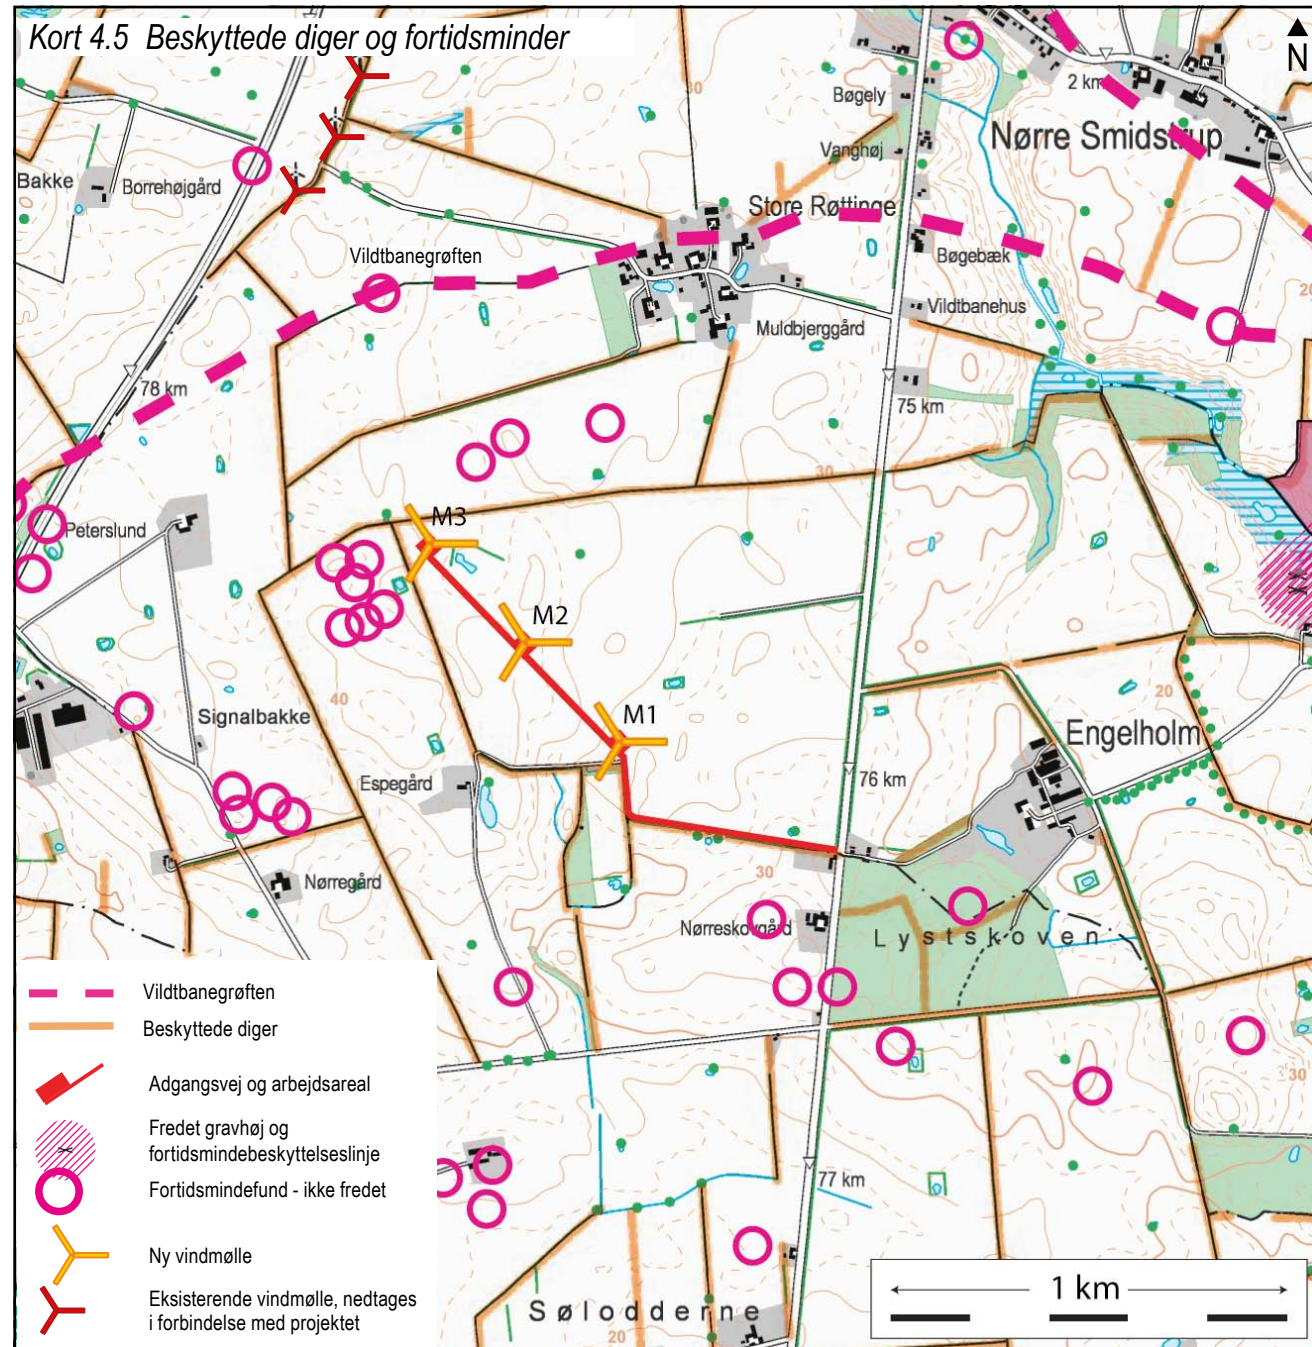 Kort 4.5 Beskyttede diger og fortidsminder
N
2 km
30
Bøgely
Nørre Smidstrup
Vanghøj
Bakke
Borrehøjgård
Store Røttinge
Vildtbanegrøften
Bøgebæk
20
Vildtbanehus
Muldbjerggård
78 km
75 km
30
M3
Peterslund
M2
40
20
Signalbakke
M1
Engelholm
Espegård
76 km
30
Nørregård
Nørreskovgård
Lystskoven
Vildtbanegrøften
Beskyttede diger
Adgangsvej og arbejdsareal
30
Fredet gravhøj og
fortidsmindebeskyttelseslinje
Fortidsmindefund - ikke fredet
77 km
Ny vindmølle
Eksisterende vindmølle, nedtages
i forbindelse med projektet
1 km
Sølodderne
20